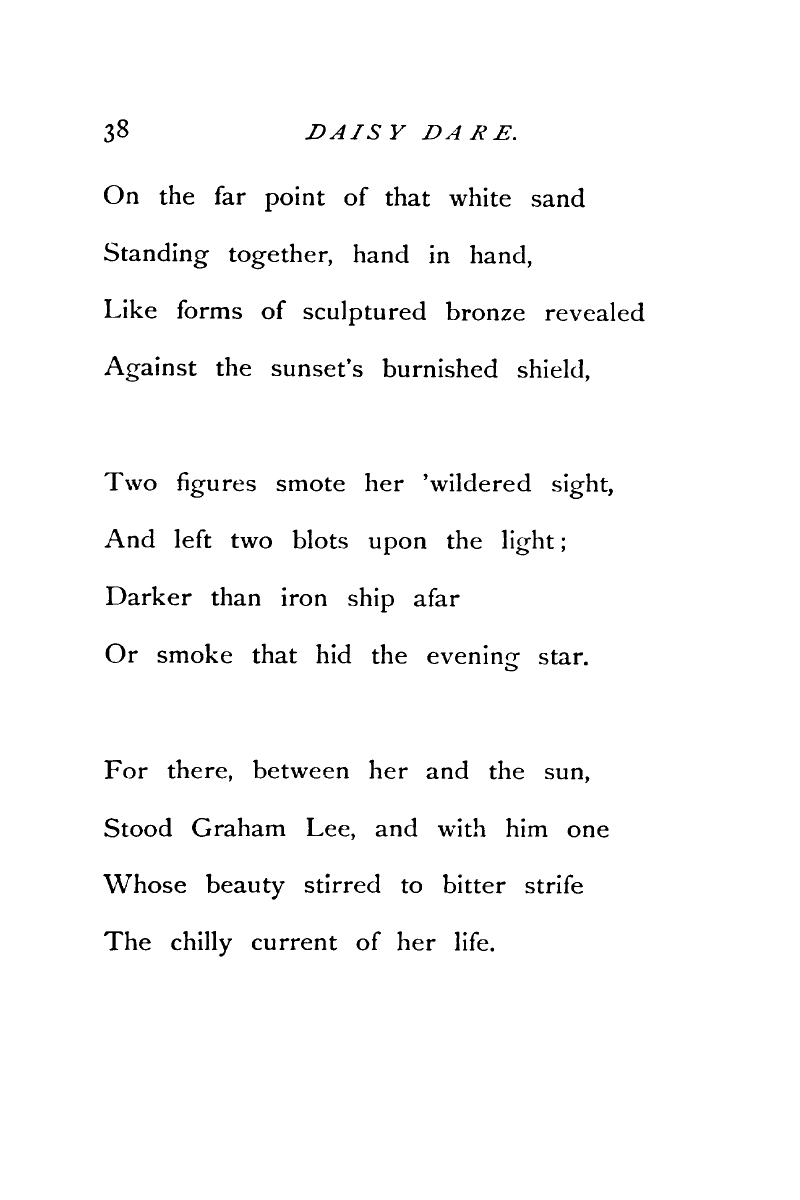 38 DAISY DARE.
On the far point of that white sand
Standing together, hand in hand,
Like forms of sculptured bronze revealed
Against the sunset's burnished shield,
Two figures smote her 'wildered sight,
And left two blots upon the light;
Darker than iron ship afar
Or smoke that hid the evening star.
For there, between her and the sun,
Stood Graham Lee, and with him one
Whose beauty stirred to bitter strife
The chilly current of her life.